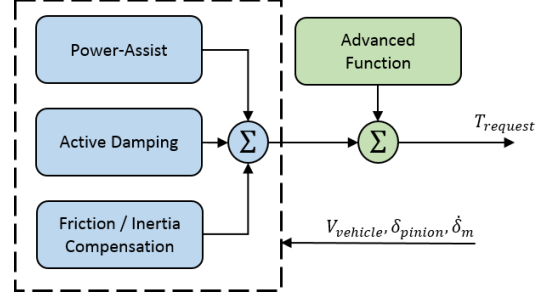 Power-Assist
Advanced
Function
Active Damping
Σ
Σ
T_request
Friction / Inertia
Compensation
V_vehicle, δ_pinion, δ̇_m